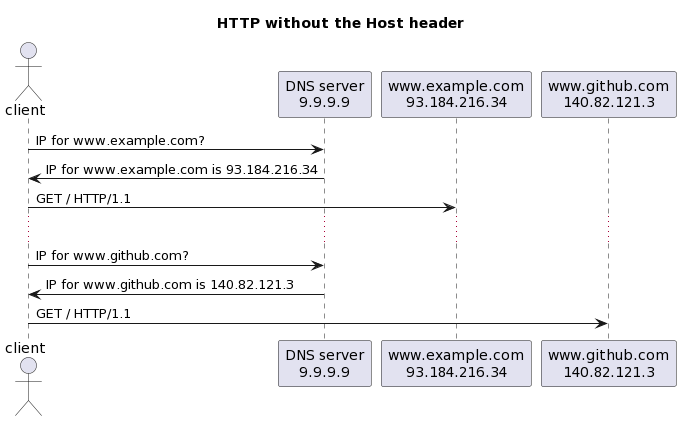 HTTP without the Host header
client
DNS server
9.9.9.9
www.example.com
93.184.216.34
www.github.com
140.82.121.3
IP for www.example.com?
IP for www.example.com is 93.184.216.34
GET / HTTP/1.1
IP for www.github.com?
IP for www.github.com is 140.82.121.3
GET / HTTP/1.1
client
DNS server
9.9.9.9
www.example.com
93.184.216.34
www.github.com
140.82.121.3